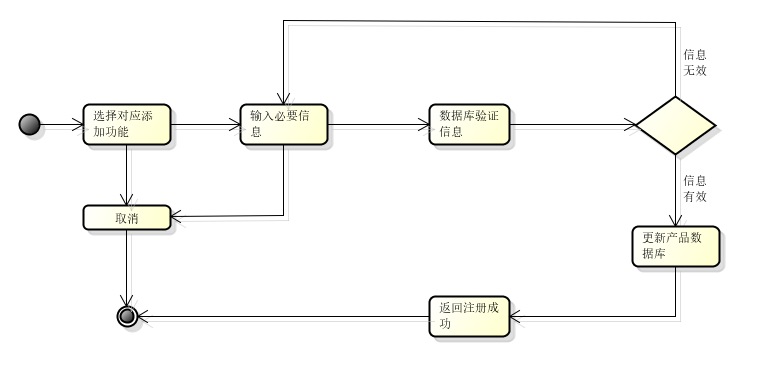 信息
无效
选择对应添
加功能
输入必要信
息
数据库验证
信息
信息
有效
取消
更新产品数
据库
返回注册成
功